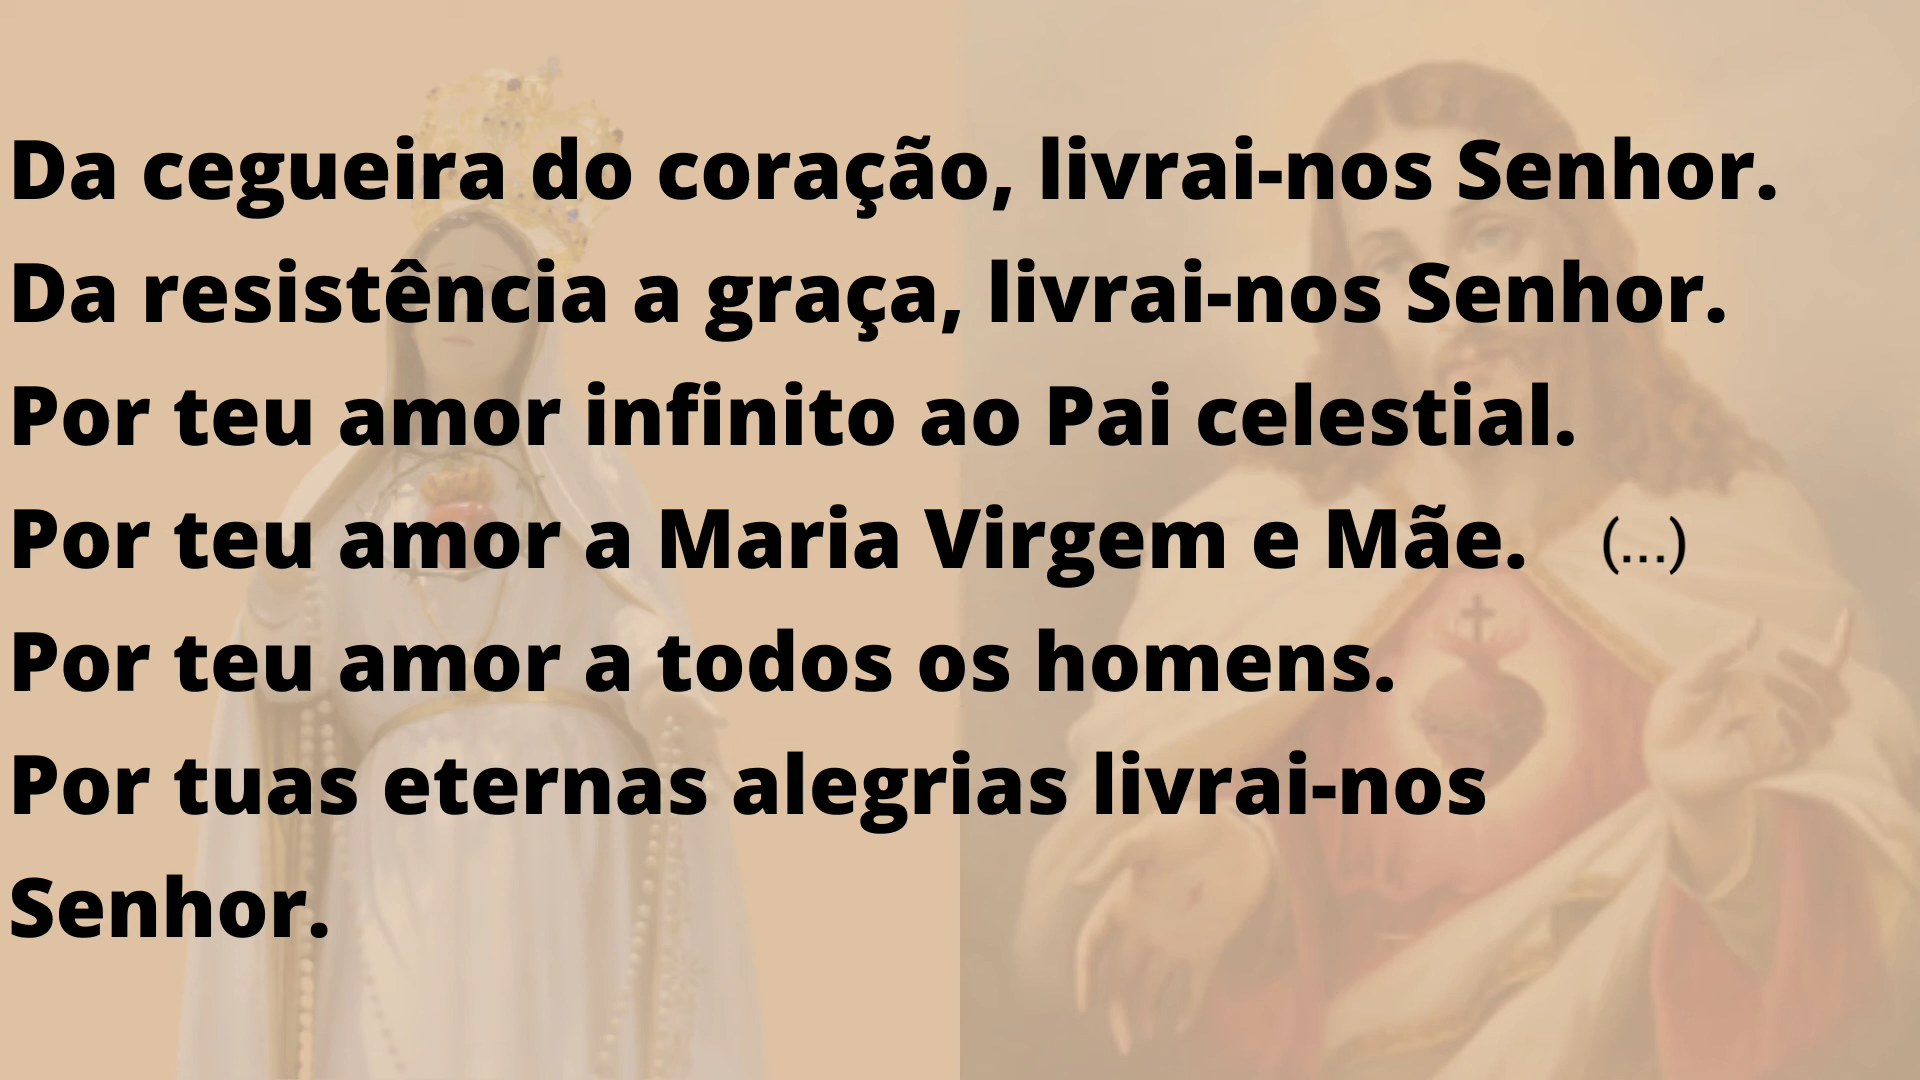 Da cegueira do coração, livrai-nos Senhor.
Da resistência a graça, livrai-nos Senhor.
Por teu amor infinito ao Pai celestial.
Por teu amor a Maria Virgem e Mãe. (...)
Por teu amor a todos os homens.
Por tuas eternas alegrias livrai-nos
Senhor.